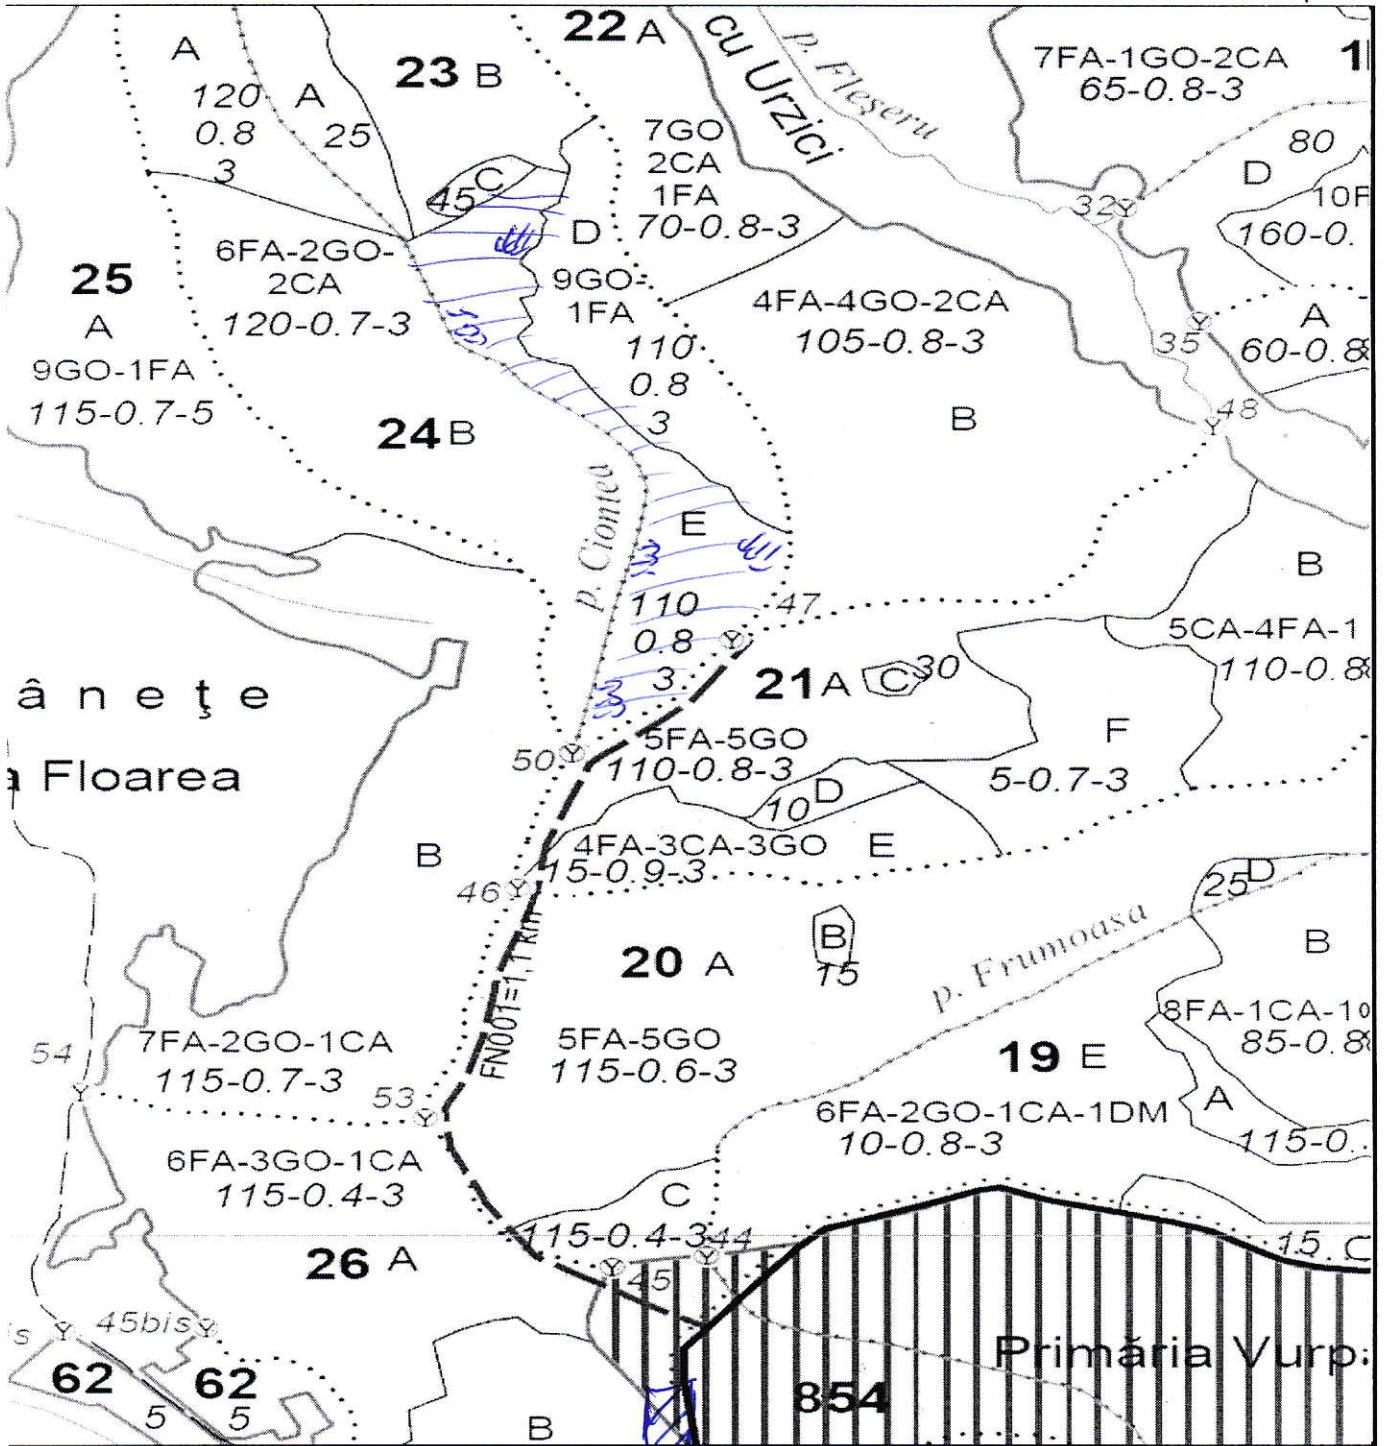 22 A
23 B
A
120
0.8
3
A
25
cu Urzici
p. Fleșeru
7FA-1GO-2CA
65-0.8-3
7GO
2CA
1FA
70-0.8-3
C
45
D
80
D
32
10F
160-0.
25
A
9GO-1FA
115-0.7-5
6FA-2GO-
2CA
120-0.7-3
9GO-
1FA
110
0.8
3
4FA-4GO-2CA
105-0.8-3
B
35
A
60-0.8
48
24 B
p. Ciontea
E
110
0.8
3
47
B
5CA-4FA-1
110-0.8
ânețe
Floarea
21 A
C 30
F
5-0.7-3
50
5FA-5GO
110-0.8-3
10 D
4FA-3CA-3GO
15-0.9-3
E
B
46
25 D
FN001=1,1 km
20 A
B
15
p. Frumoasa
B
8FA-1CA-1
85-0.8
54
7FA-2GO-1CA
115-0.7-3
53
5FA-5GO
115-0.6-3
19 E
6FA-2GO-1CA-1DM
10-0.8-3
A
115-0.
6FA-3GO-1CA
115-0.4-3
C
115-0.4-3
44
45
15
C
26 A
45bis
62
5
62
5
B
854
Primăria Vurp